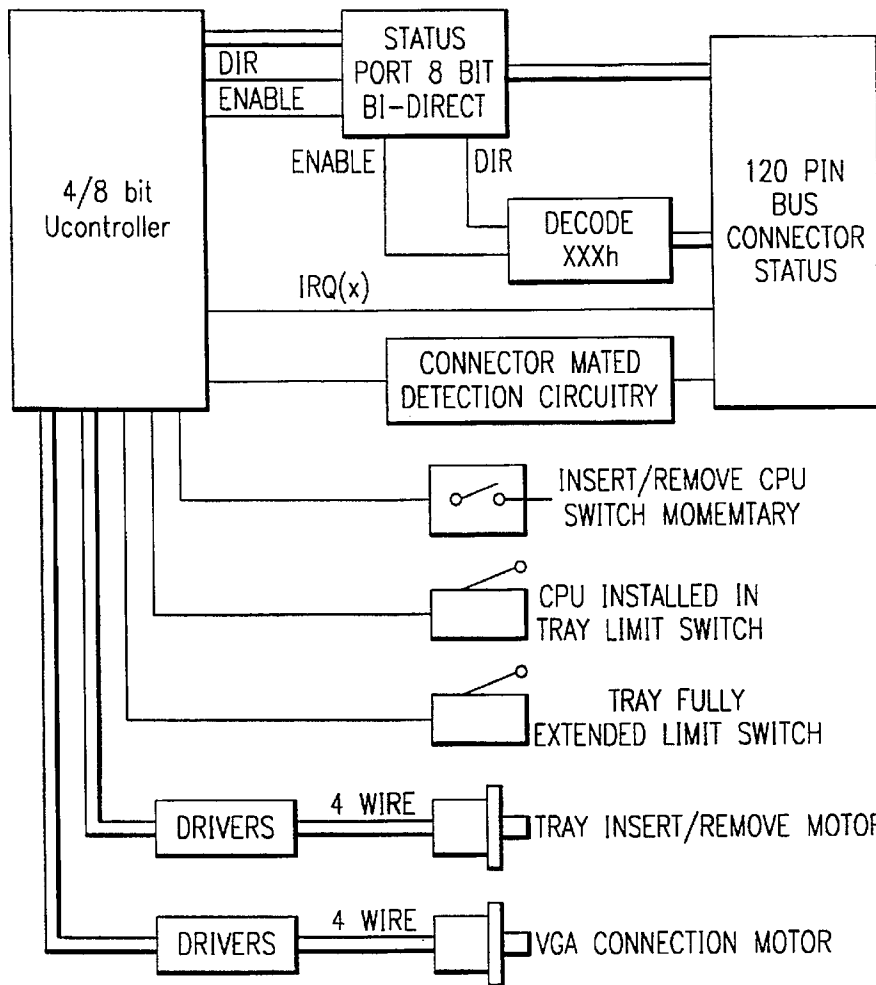 STATUS
PORT 8 BIT
BI-DIRECT
DIR
ENABLE
ENABLE
DIR
4/8 bit
Ucontroller
120 PIN
BUS
CONNECTOR
STATUS
DECODE
XXXh
IRQ(x)
CONNECTOR MATED
DETECTION CIRCUITRY
INSERT/REMOVE CPU
SWITCH MOMEMTARY
CPU INSTALLED IN
TRAY LIMIT SWITCH
TRAY FULLY
EXTENDED LIMIT SWITCH
DRIVERS
4 WIRE
TRAY INSERT/REMOVE MOTOR
DRIVERS
4 WIRE
VGA CONNECTION MOTOR